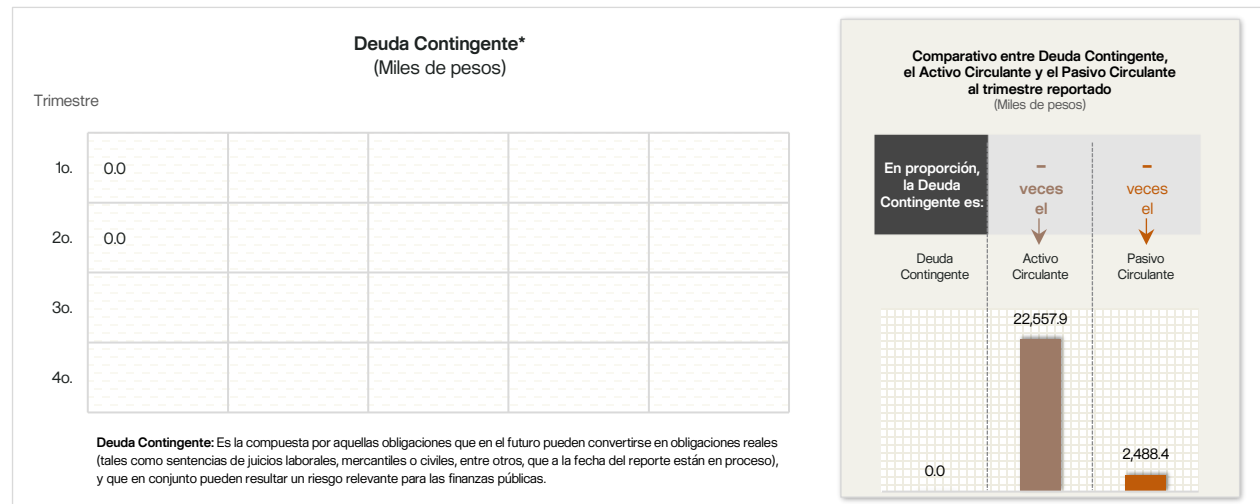 Deuda Contingente*
(Miles de pesos)
Trimestre
1o. 0.0
2o. 0.0
3o.
4o.
Deuda Contingente: Es la compuesta por aquellas obligaciones que en el futuro pueden convertirse en obligaciones reales
(tales como sentencias de juicios laborales, mercantiles o civiles, entre otros, que a la fecha del reporte están en proceso),
y que en conjunto pueden resultar un riesgo relevante para las finanzas públicas.
Comparativo entre Deuda Contingente,
el Activo Circulante y el Pasivo Circulante
al trimestre reportado
(Miles de pesos)
En proporción,
la Deuda
Contingente es:
–
veces
el
–
veces
el
Deuda
Contingente
Activo
Circulante
Pasivo
Circulante
0.0
22,557.9
2,488.4